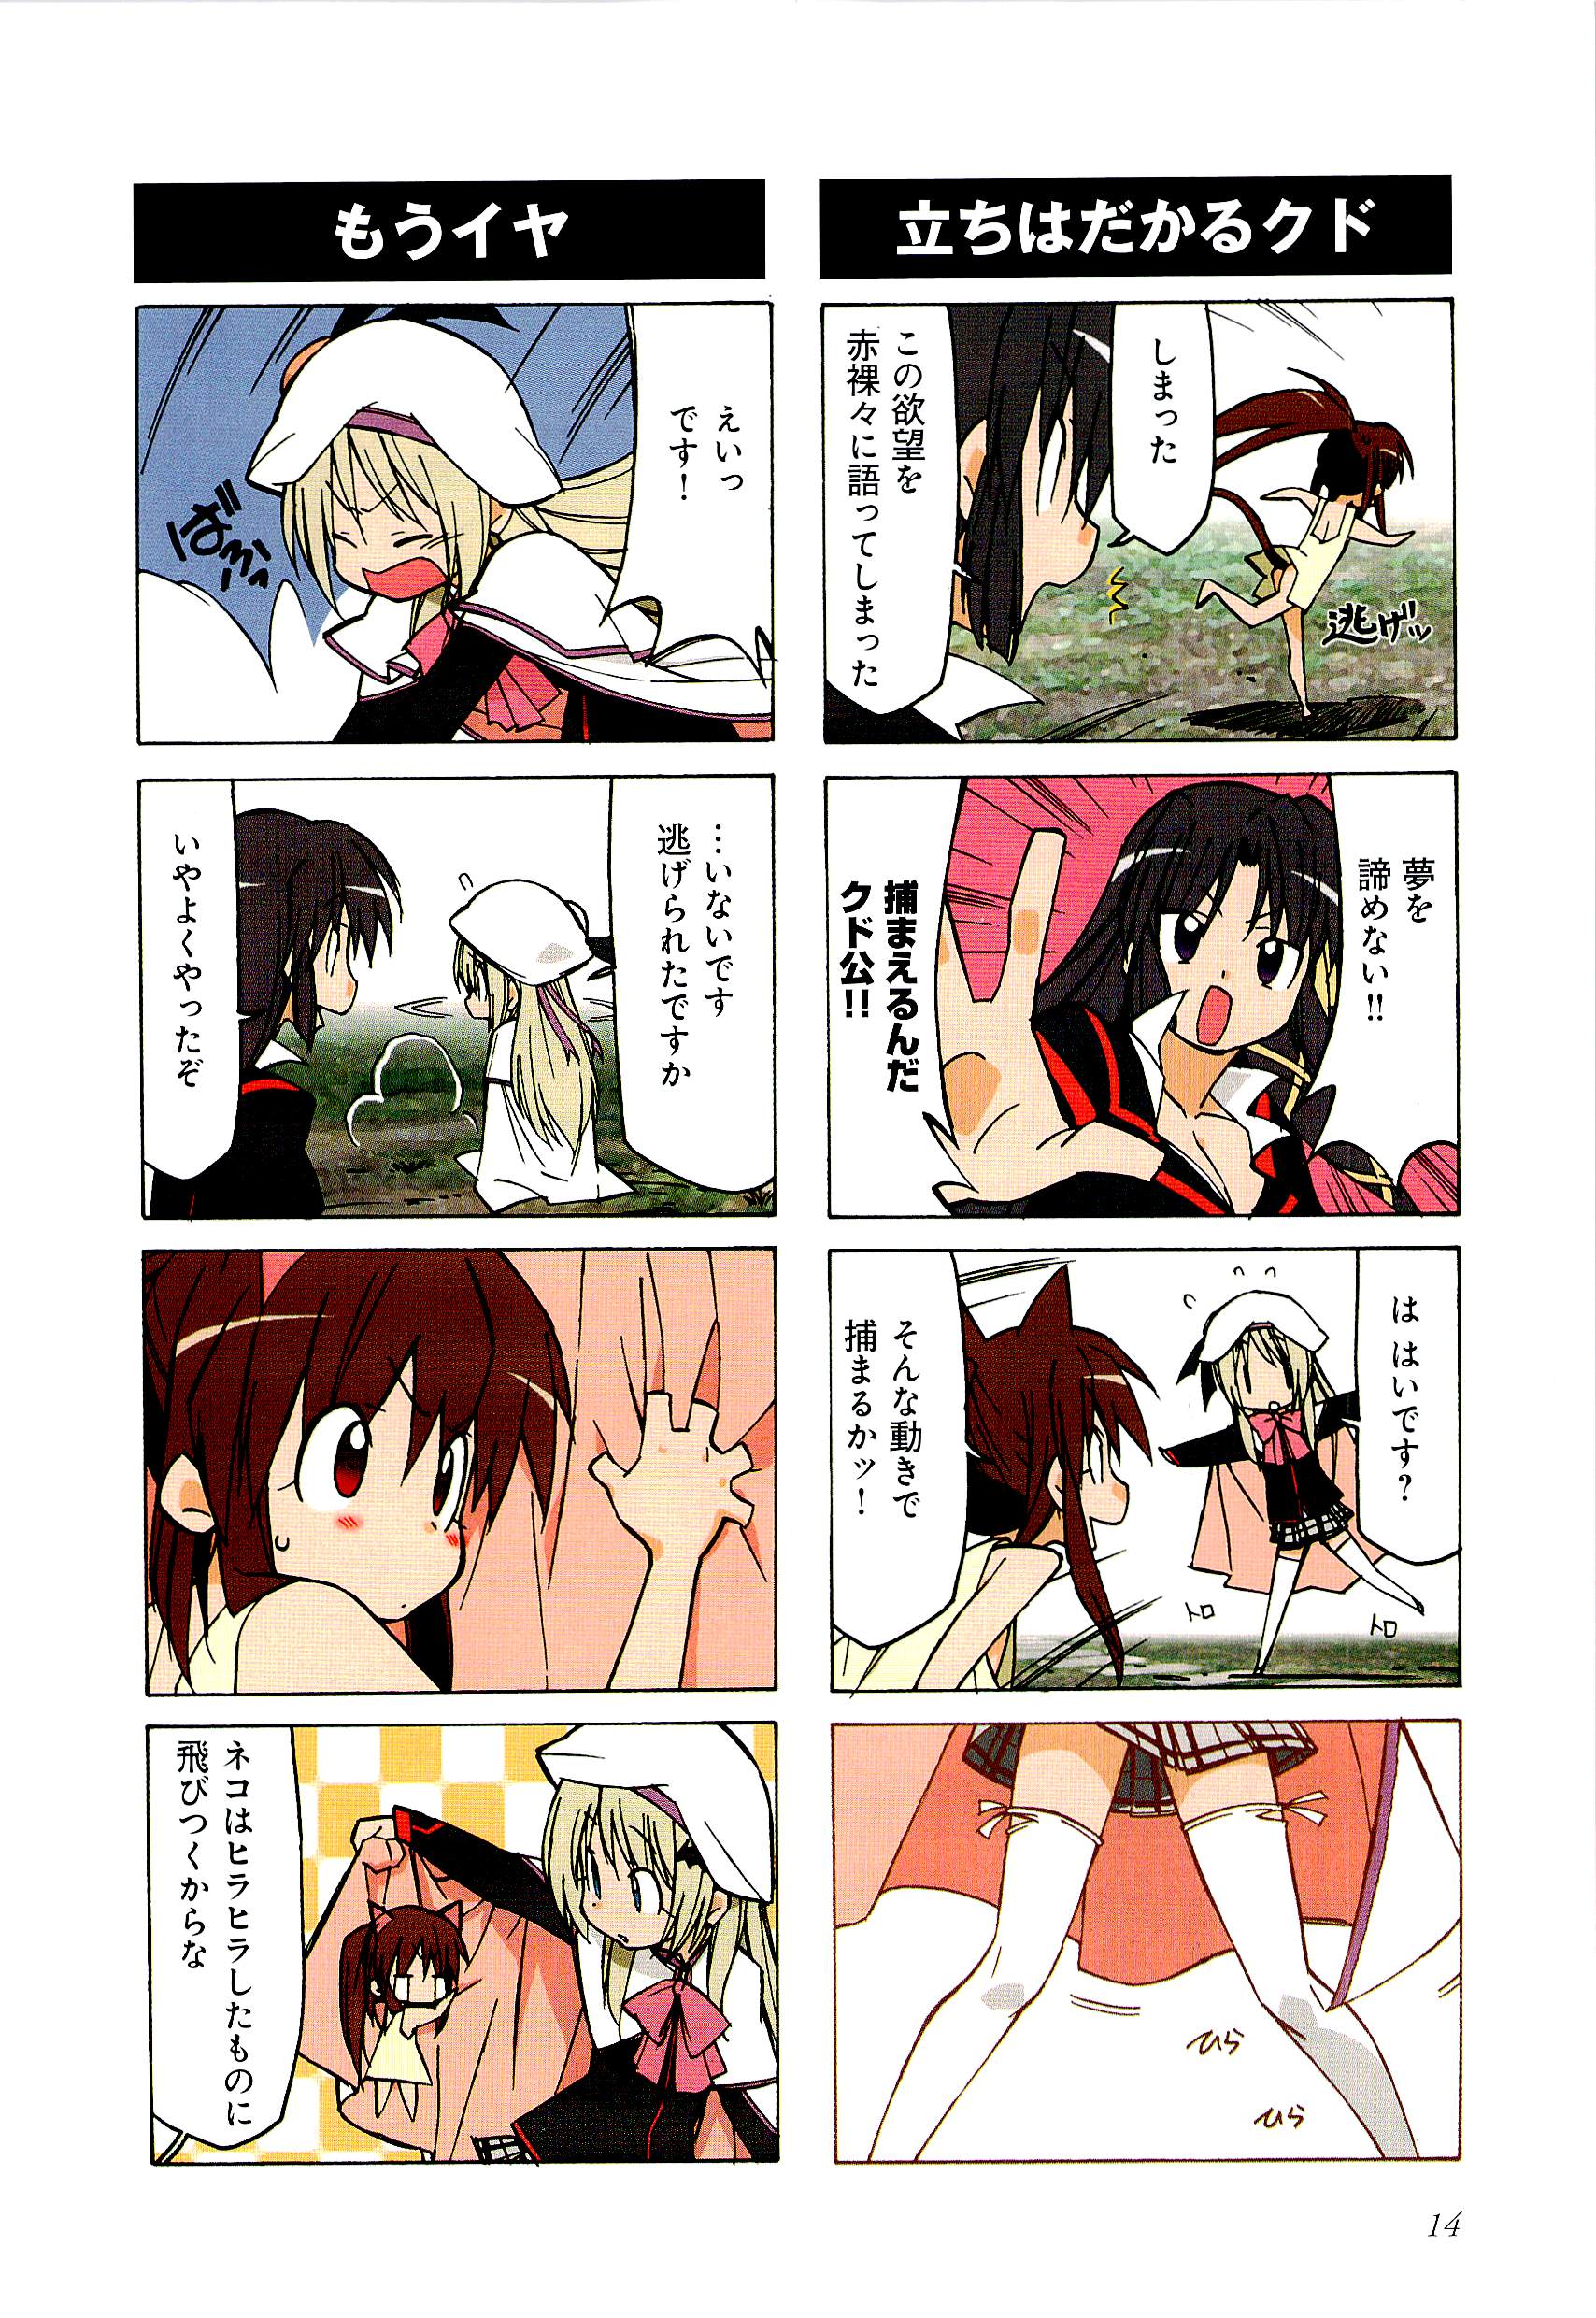 立ちはだかるクド
しまった
この欲望を
赤裸々に語ってしまった
逃げッ
夢を
諦めない!!
捕まえるんだ
クド公!!
は はいです?
そんな動きで
捕まるかッ!
トロ
トロ
ひら
ひら
もうイヤ
えいっ
です!
ばふっ
…いないです
逃げられたですか
いやよくやったぞ
ネコはヒラヒラしたものに
飛びつくからな
14